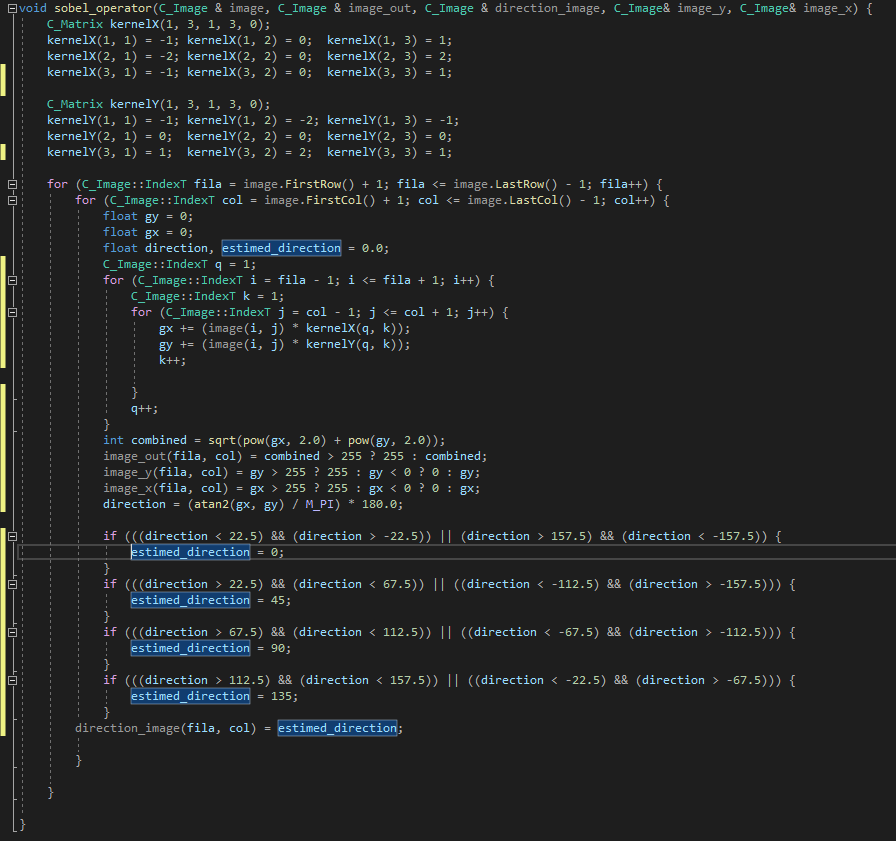 void sobel_operator(C_Image & image, C_Image & image_out, C_Image & direction_image, C_Image& image_y, C_Image& image_x) {
C_Matrix kernelX(1, 3, 1, 3, 0);
kernelX(1, 1) = -1; kernelX(1, 2) = 0;  kernelX(1, 3) = 1;
kernelX(2, 1) = -2; kernelX(2, 2) = 0;  kernelX(2, 3) = 2;
kernelX(3, 1) = -1; kernelX(3, 2) = 0;  kernelX(3, 3) = 1;
C_Matrix kernelY(1, 3, 1, 3, 0);
kernelY(1, 1) = -1; kernelY(1, 2) = -2; kernelY(1, 3) = -1;
kernelY(2, 1) = 0;  kernelY(2, 2) = 0;  kernelY(2, 3) = 0;
kernelY(3, 1) = 1;  kernelY(3, 2) = 2;  kernelY(3, 3) = 1;
for (C_Image::IndexT fila = image.FirstRow() + 1; fila <= image.LastRow() - 1; fila++) {
for (C_Image::IndexT col = image.FirstCol() + 1; col <= image.LastCol() - 1; col++) {
float gy = 0;
float gx = 0;
float direction, estimed_direction = 0.0;
C_Image::IndexT q = 1;
for (C_Image::IndexT i = fila - 1; i <= fila + 1; i++) {
C_Image::IndexT k = 1;
for (C_Image::IndexT j = col - 1; j <= col + 1; j++) {
gx += (image(i, j) * kernelX(q, k));
gy += (image(i, j) * kernelY(q, k));
k++;
}
q++;
}
int combined = sqrt(pow(gx, 2.0) + pow(gy, 2.0));
image_out(fila, col) = combined > 255 ? 255 : combined;
image_y(fila, col) = gy > 255 ? 255 : gy < 0 ? 0 : gy;
image_x(fila, col) = gx > 255 ? 255 : gx < 0 ? 0 : gx;
direction = (atan2(gx, gy) / M_PI) * 180.0;
if (((direction < 22.5) && (direction > -22.5)) || (direction > 157.5) && (direction < -157.5)) {
estimed_direction = 0;
}
if (((direction > 22.5) && (direction < 67.5)) || ((direction < -112.5) && (direction > -157.5))) {
estimed_direction = 45;
}
if (((direction > 67.5) && (direction < 112.5)) || ((direction < -67.5) && (direction > -112.5))) {
estimed_direction = 90;
}
if (((direction > 112.5) && (direction < 157.5)) || ((direction < -22.5) && (direction > -67.5))) {
estimed_direction = 135;
}
direction_image(fila, col) = estimed_direction;
}
}
}